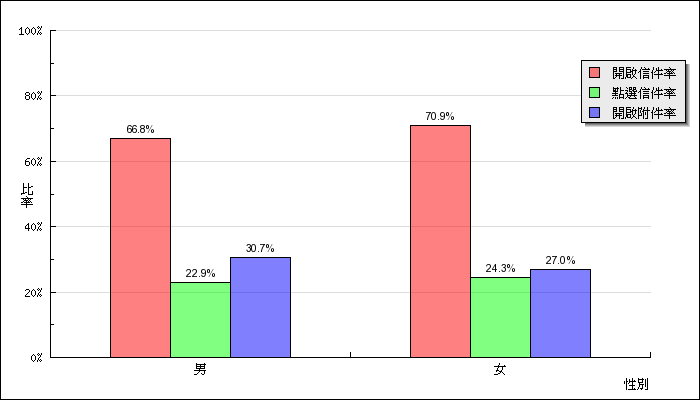 100%
80%
60%
40%
20%
0%
比率
66.8%
22.9%
30.7%
70.9%
24.3%
27.0%
開啟信件率
點選信件率
開啟附件率
男
女
性別